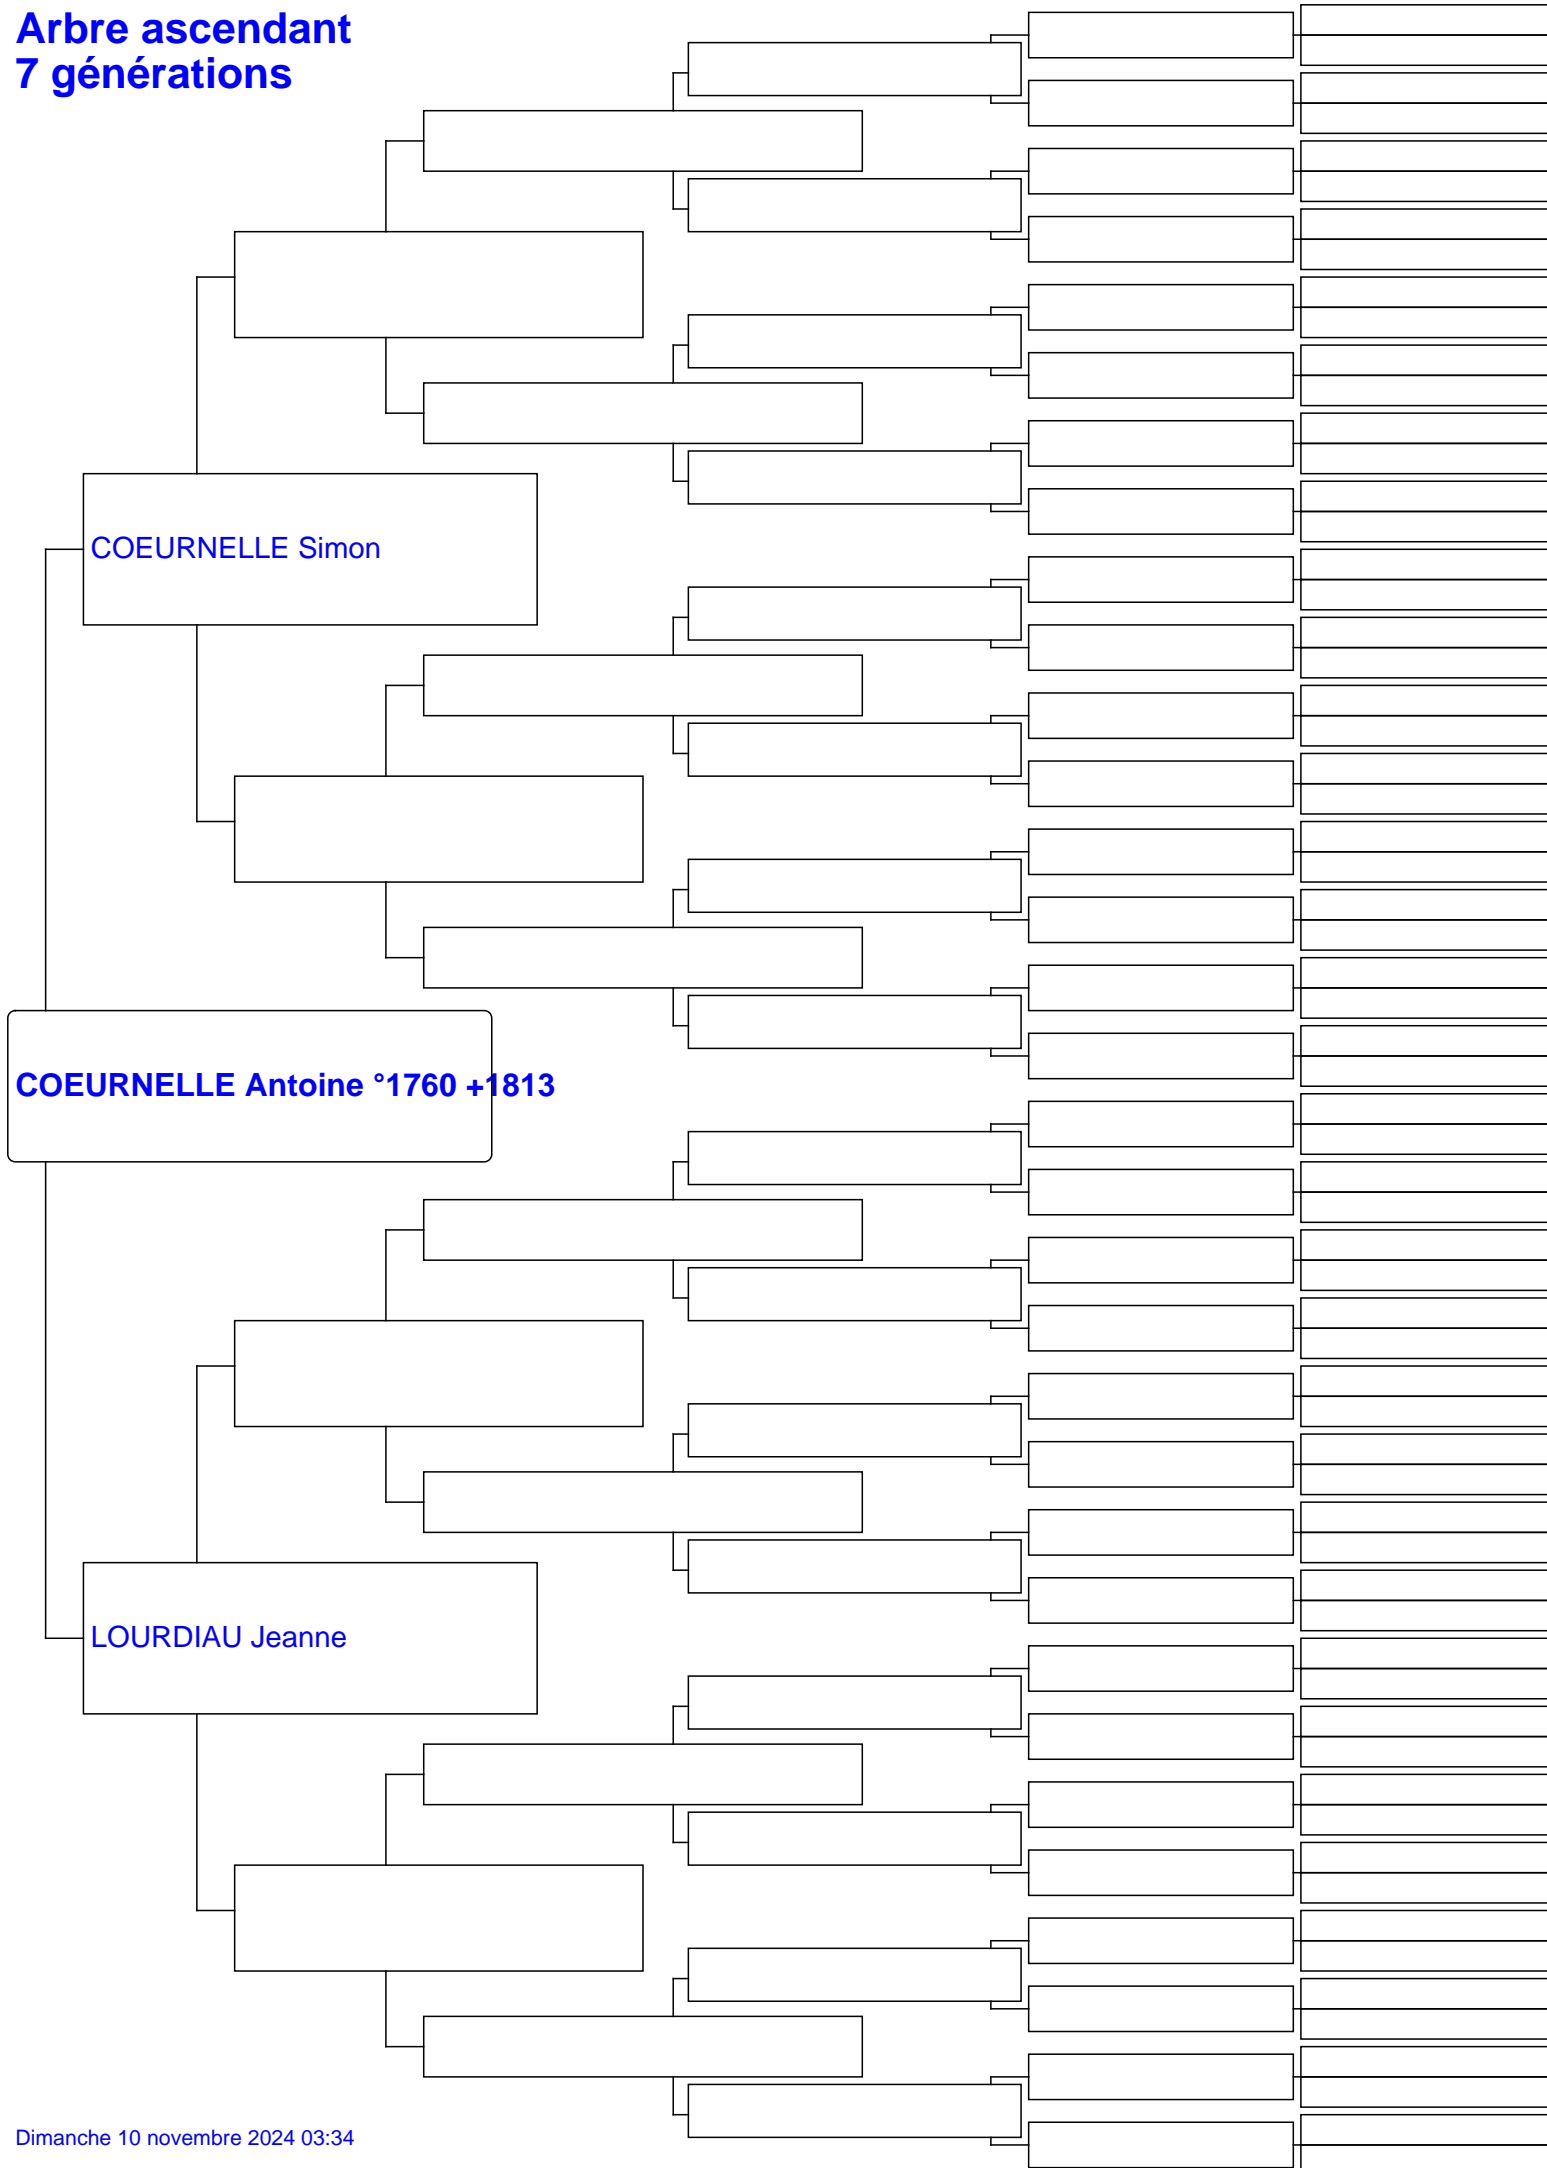 Arbre ascendant
7 générations
COEURNELLE Simon
COEURNELLE Antoine °1760 +1813
LOURDIAU Jeanne
Dimanche 10 novembre 2024 03:34